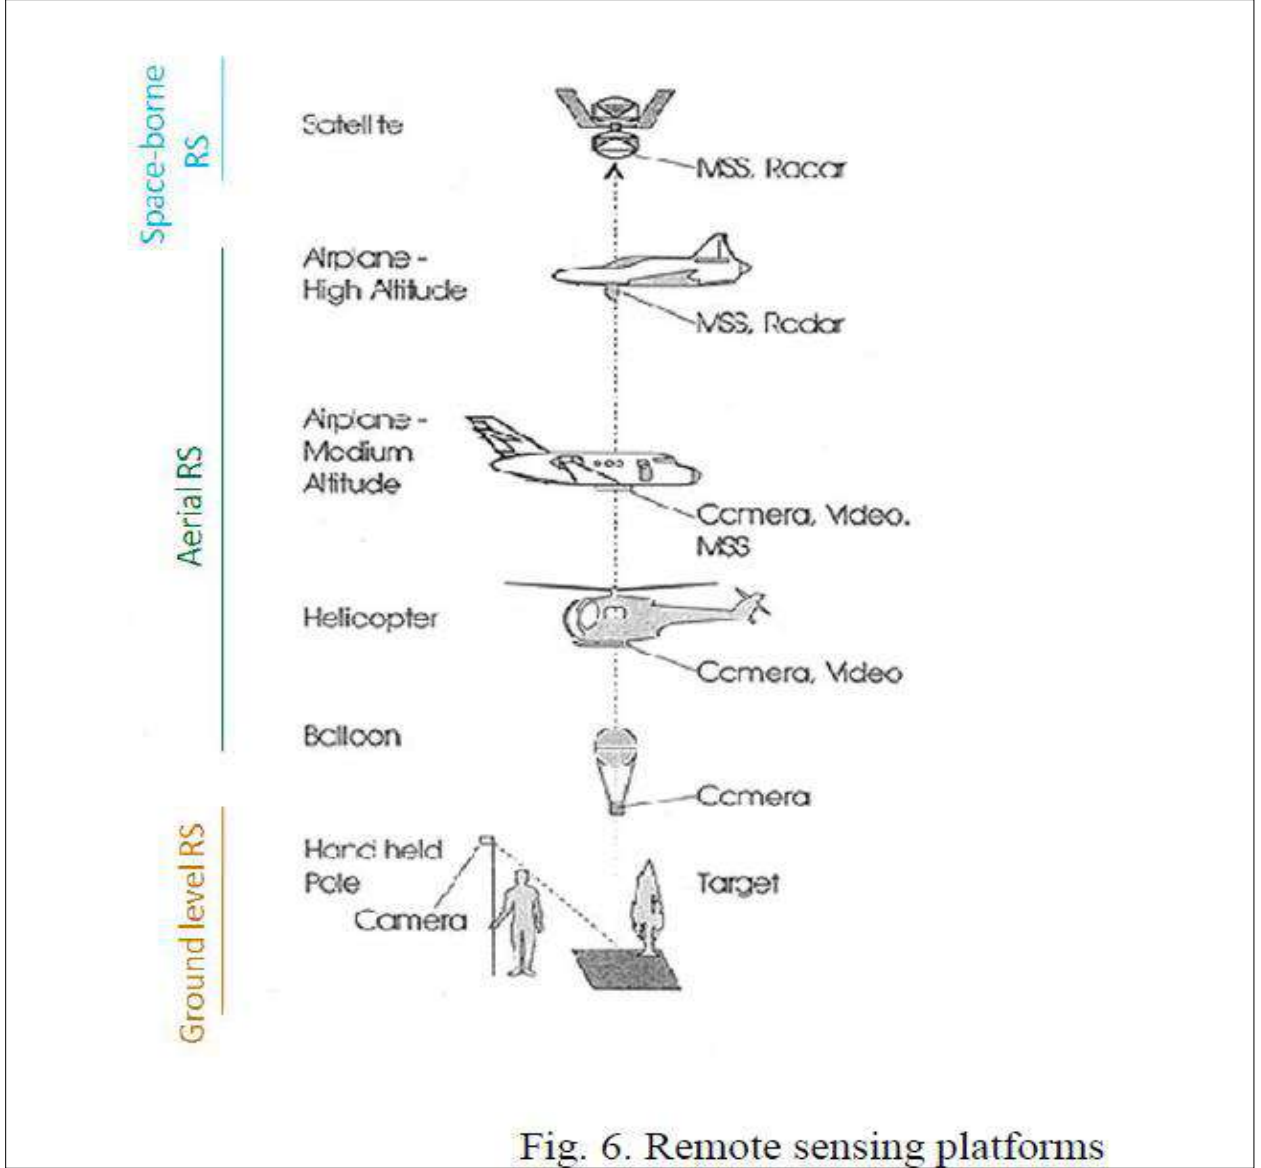 Space-borne
RS
Satellite
MSS, Radar
Airplane -
High Altitude
MSS, Radar
Aerial RS
Airplane -
Medium
Altitude
Camera, Video,
MSS
Helicopter
Camera, Video
Balloon
Camera
Ground level RS
Hand held
Pole
Camera
Target
Fig. 6. Remote sensing platforms